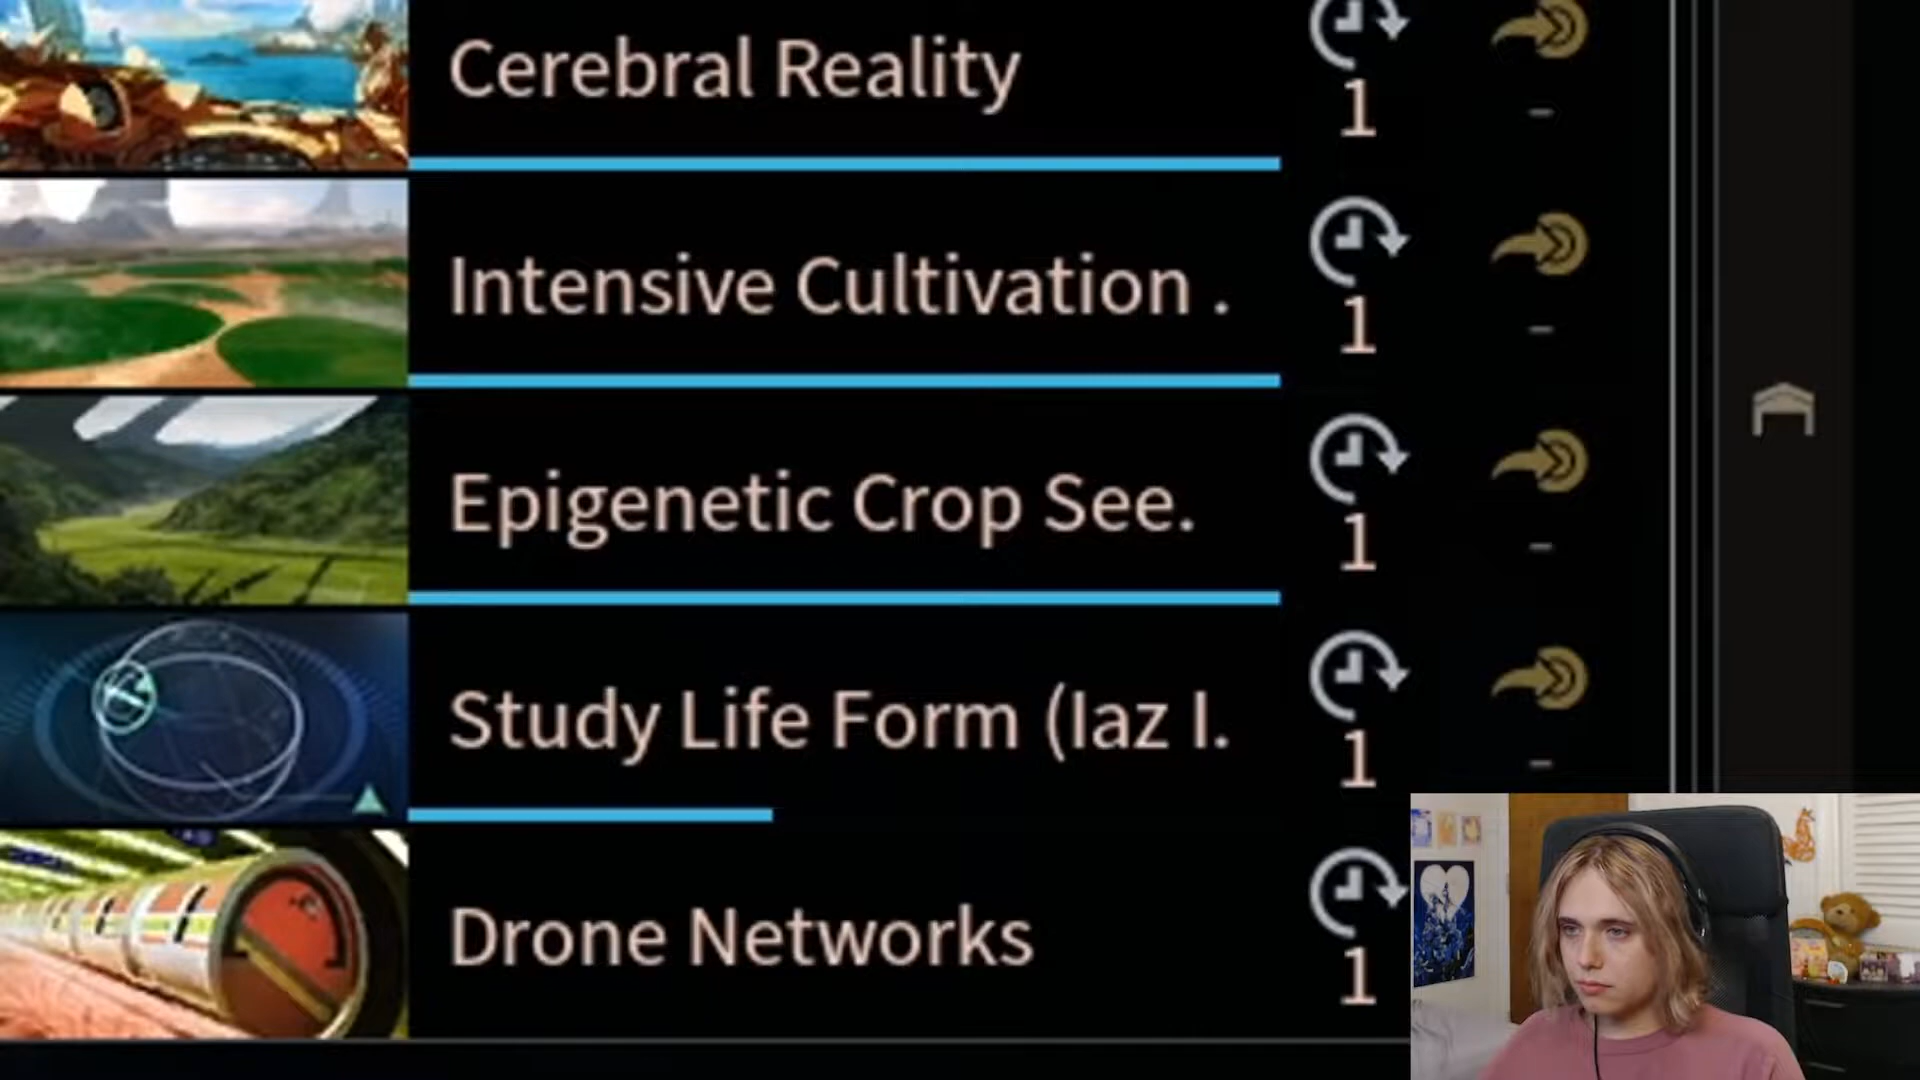 Cerebral Reality
1
-
Intensive Cultivation .
1
-
Epigenetic Crop See.
1
-
Study Life Form (Iaz I.
1
-
Drone Networks
1